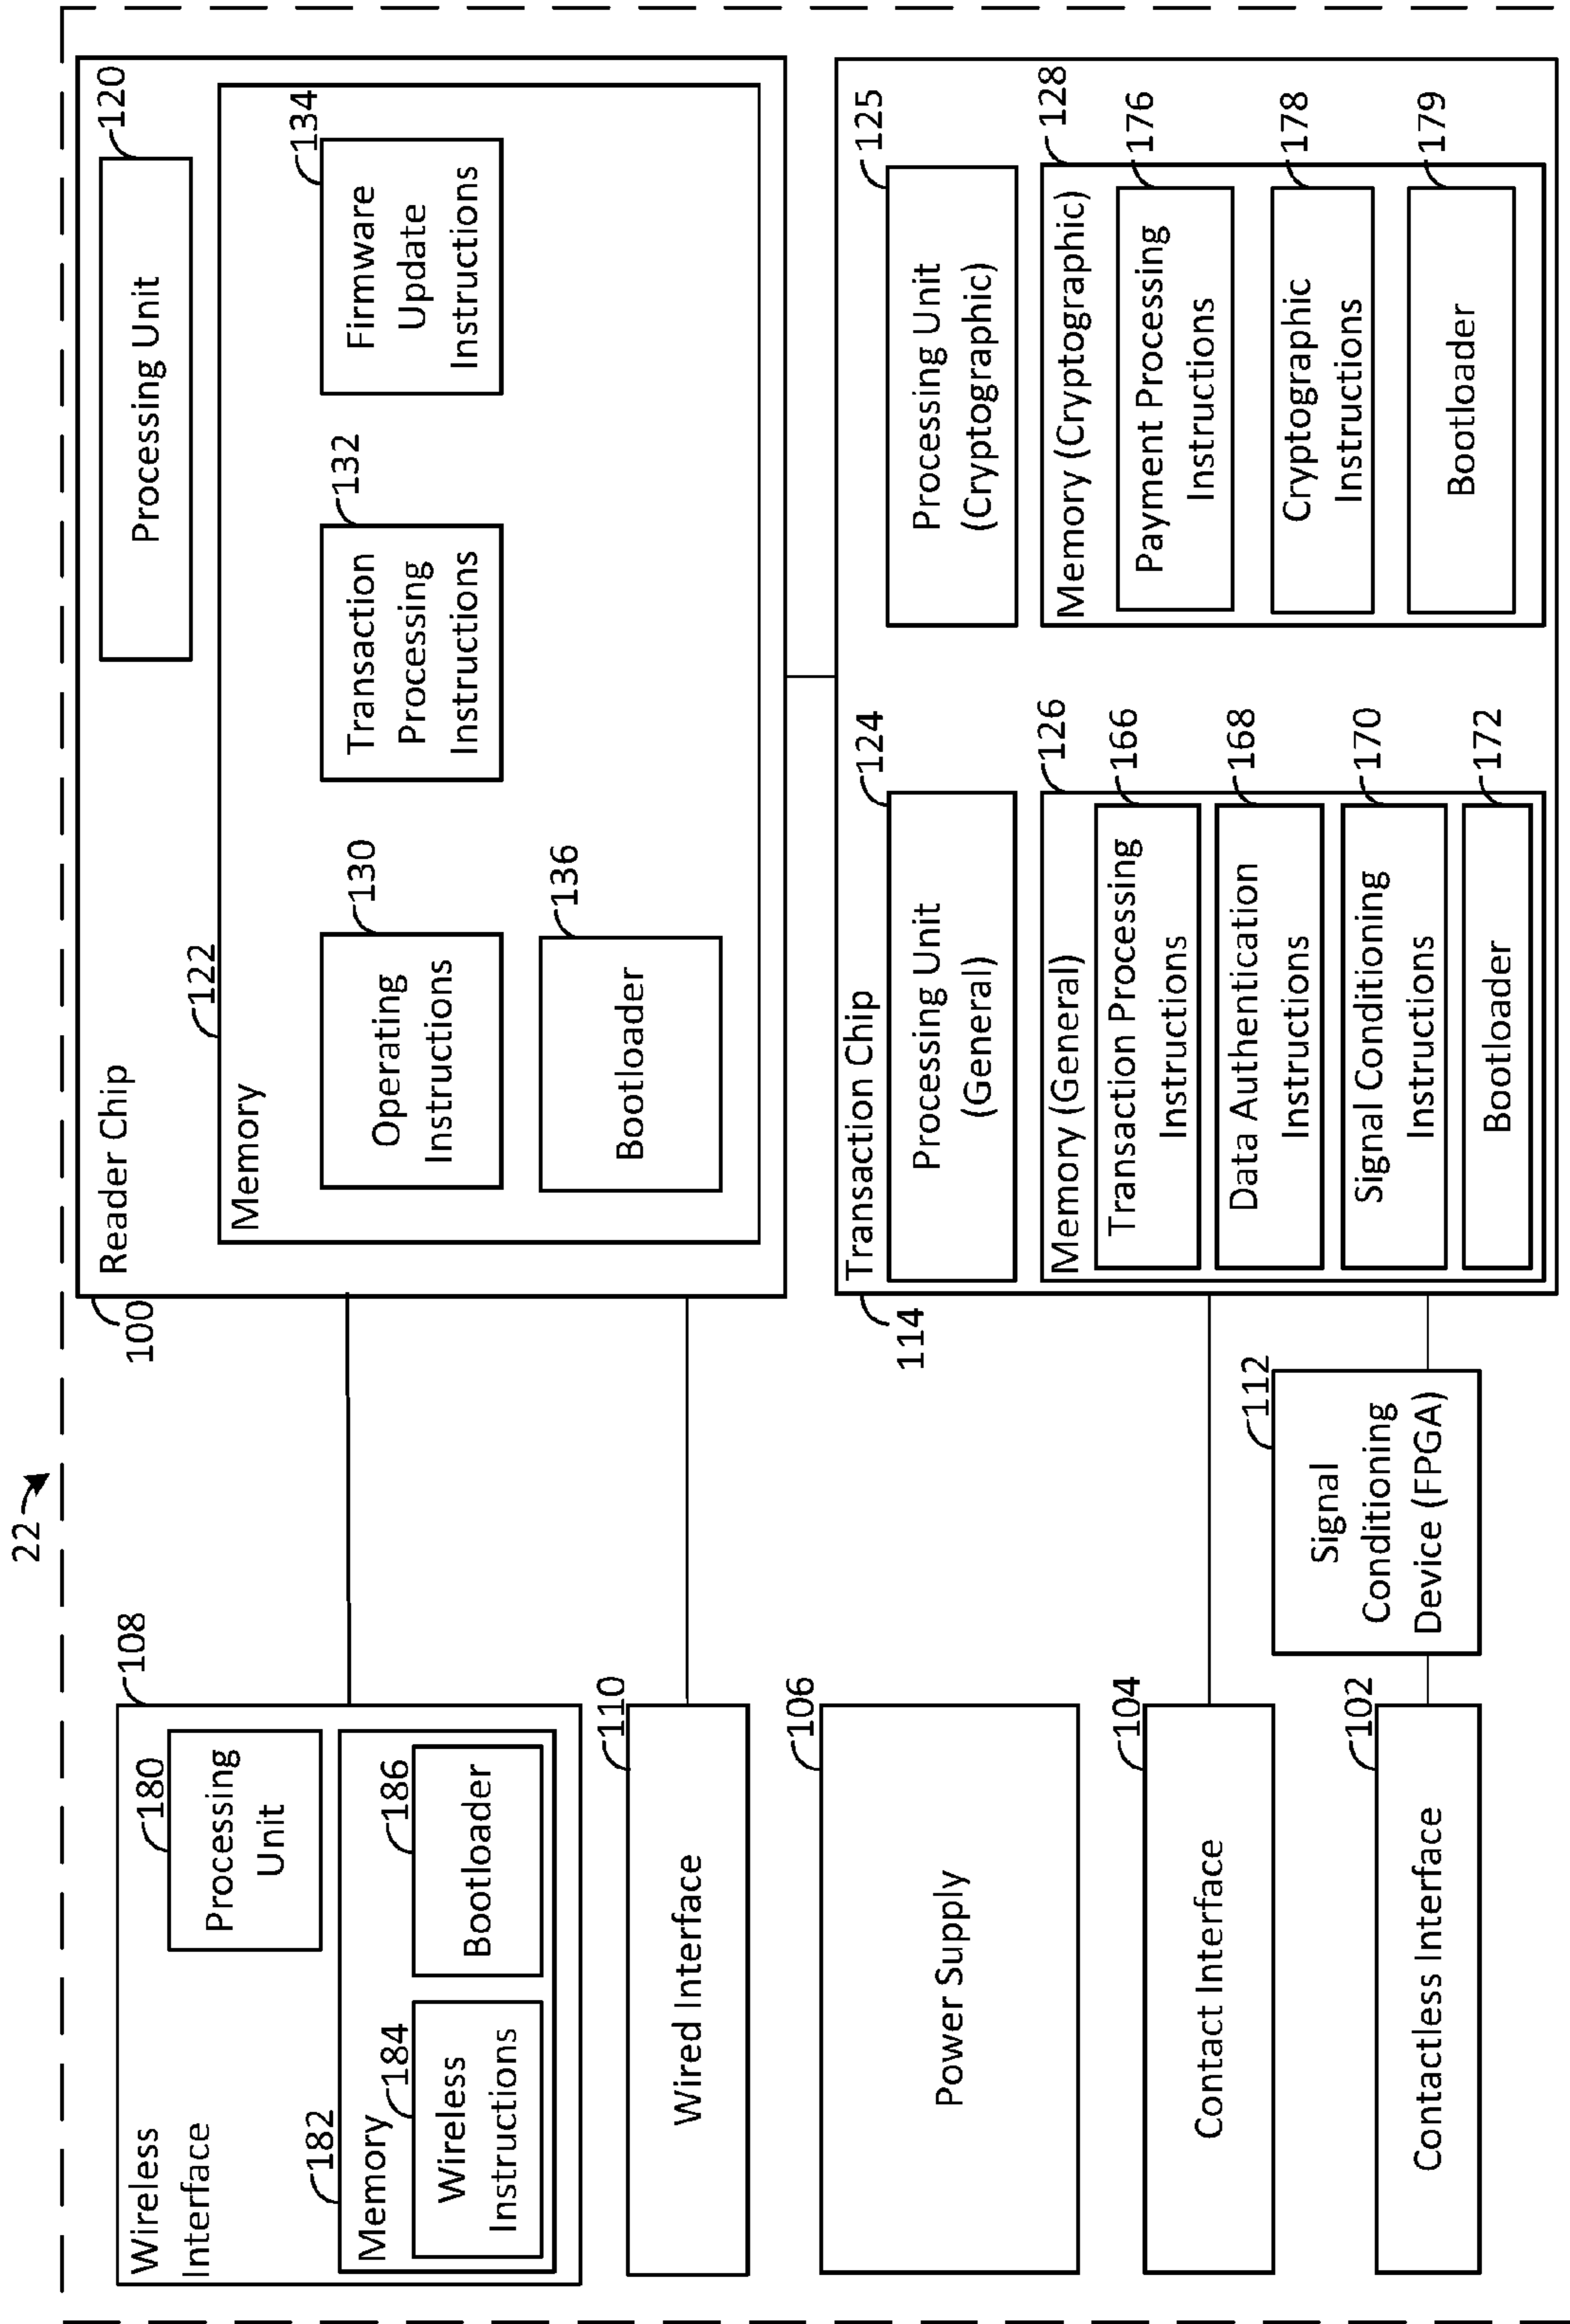 22
Wireless
Interface
108
180
Processing
Unit
182
Memory
184
Wireless
Instructions
186
Bootloader
110
Wired Interface
106
Power Supply
104
Contact Interface
102
Contactless Interface
112
Signal
Conditioning
Device (FPGA)
100
Reader Chip
120
Processing Unit
122
Memory
130
Operating
Instructions
132
Transaction
Processing
Instructions
134
Firmware
Update
Instructions
136
Bootloader
114
Transaction Chip
124
Processing Unit
(General)
126
Memory (General)
166
Transaction Processing
Instructions
168
Data Authentication
Instructions
170
Signal Conditioning
Instructions
172
Bootloader
125
Processing Unit
(Cryptographic)
128
Memory (Cryptographic)
176
Payment Processing
Instructions
178
Cryptographic
Instructions
179
Bootloader